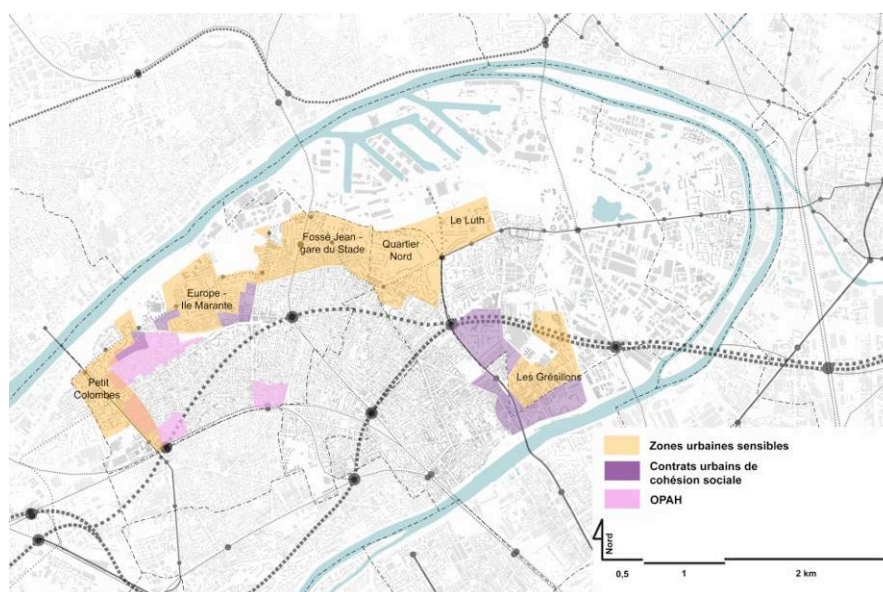 Le Luth
Fossé Jean -
gare du Stade
Quartier
Nord
Europe -
Ile Marante
Petit
Colombes
Les Grésillons
Zones urbaines sensibles
Contrats urbains de
cohésion sociale
OPAH
Nord
0,5
1
2 km